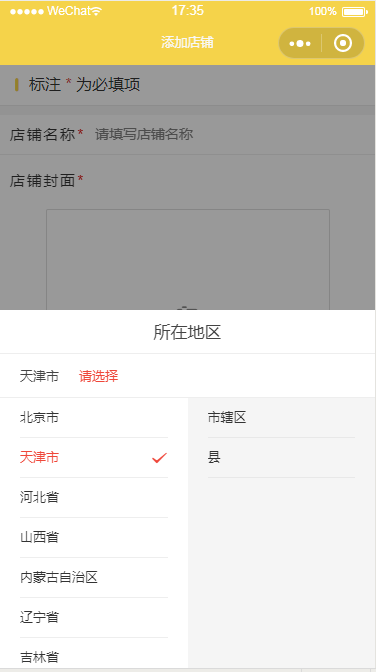 WeChat 17:35 100%
添加店铺
标注 * 为必填项
店铺名称* 请填写店铺名称
店铺封面*
所在地区
天津市 请选择
北京市 市辖区
天津市 县
河北省
山西省
内蒙古自治区
辽宁省
吉林省